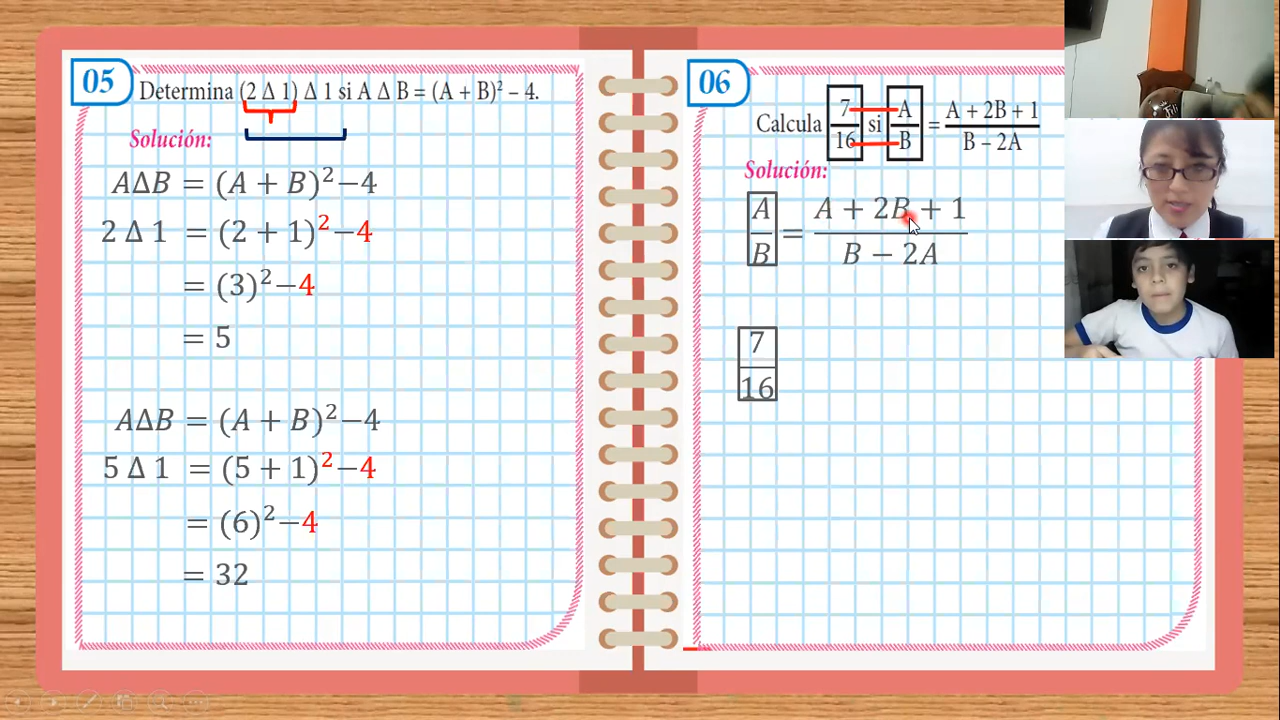 05
Determina (2 Δ 1) Δ 1 si A Δ B = (A + B)² – 4.
Solución:
AΔB = (A + B)²−4
2 Δ 1 = (2 + 1)²−4
= (3)²−4
= 5
AΔB = (A + B)²−4
5 Δ 1 = (5 + 1)²−4
= (6)²−4
= 32
06
Calcula 7/16 si A/B = A + 2B + 1 / B – 2A
Solución:
A/B = A + 2B + 1 / B − 2A
7/16